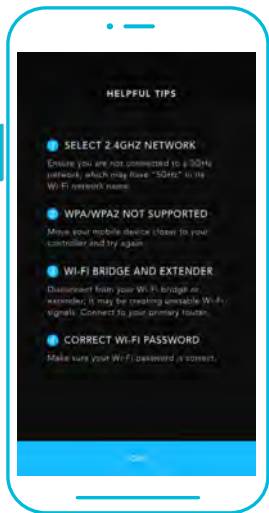 HELPFUL TIPS
SELECT 2.4GHZ NETWORK
Ensure you are not connected to a 5GHz
network, which may have "5GHz" in its
Wi-Fi network name.
WPA/WPA2 NOT SUPPORTED
Move your mobile device closer to your
controller and try again.
WI-FI BRIDGE AND EXTENDER
Disconnect from your Wi-Fi bridge or
extender, it may be creating unstable Wi-Fi
signals. Connect to your primary router.
CORRECT WI-FI PASSWORD
Make sure your Wi-Fi password is correct.